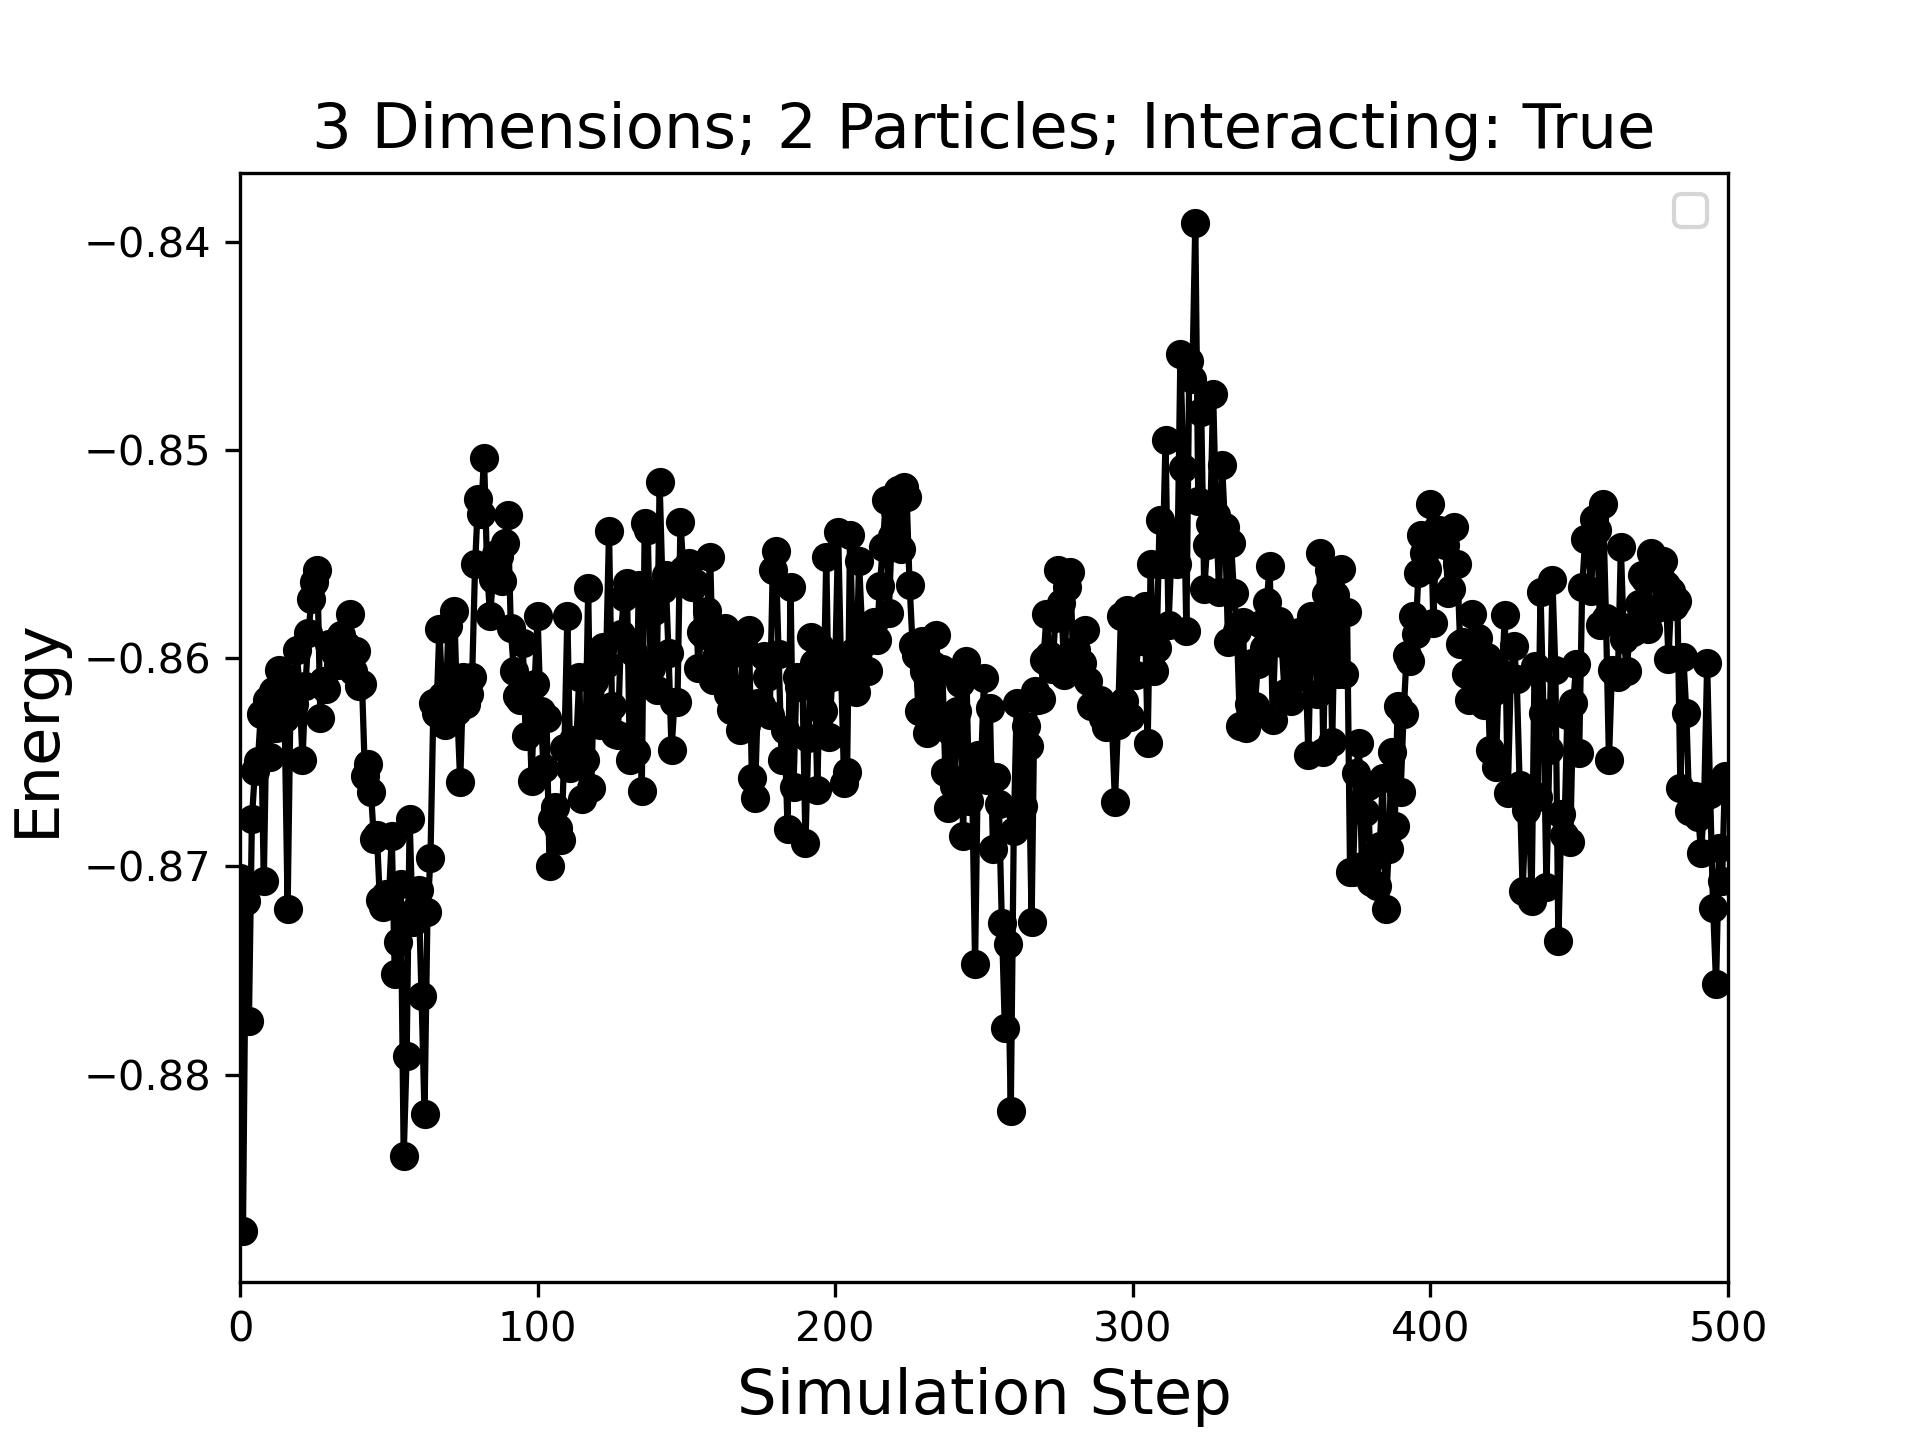 3 Dimensions; 2 Particles; Interacting: True
−0.84
−0.85
−0.86
−0.87
−0.88
Energy
0 100 200 300 400 500
Simulation Step